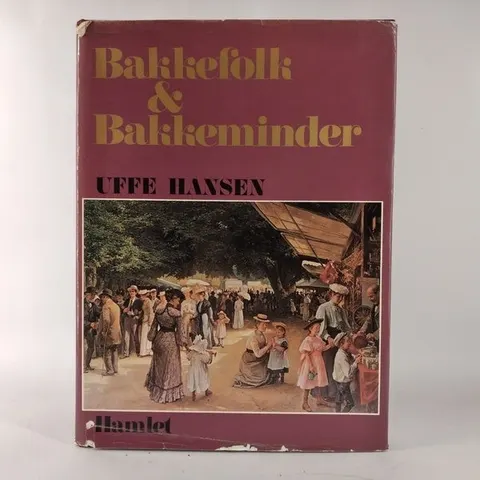 Bakkefolk
&
Bakkeminder
UFFE HANSEN
Hamlet